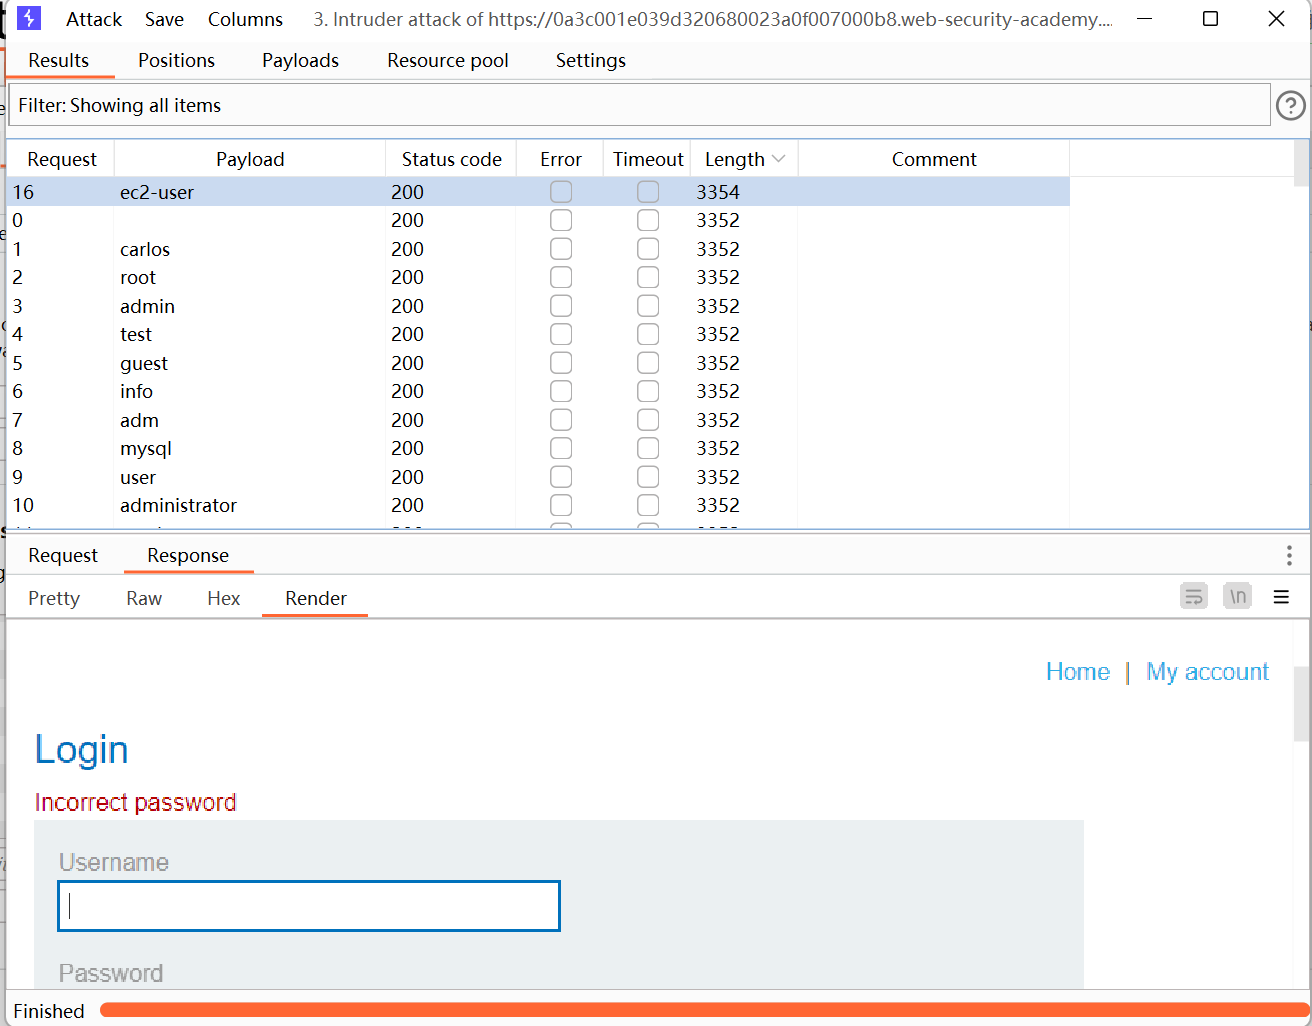 Attack Save Columns 3. Intruder attack of https://0a3c001e039d320680023a0f007000b8.web-security-academy....
Results Positions Payloads Resource pool Settings
Filter: Showing all items
Request Payload Status code Error Timeout Length Comment
16 ec2-user 200 3354
0 200 3352
1 carlos 200 3352
2 root 200 3352
3 admin 200 3352
4 test 200 3352
5 guest 200 3352
6 info 200 3352
7 adm 200 3352
8 mysql 200 3352
9 user 200 3352
10 administrator 200 3352
Request Response
Pretty Raw Hex Render \n
Home | My account
Login
Incorrect password
Username
Password
Finished